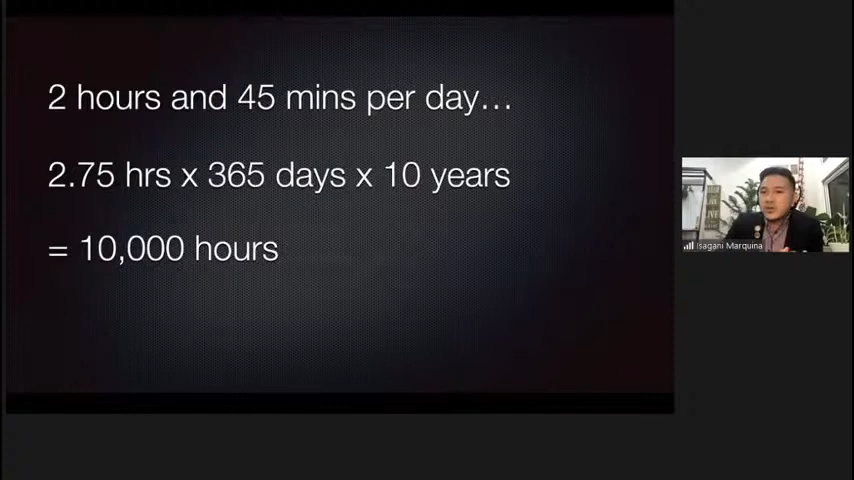 2 hours and 45 mins per day…
2.75 hrs x 365 days x 10 years
= 10,000 hours
Isagani Marquina